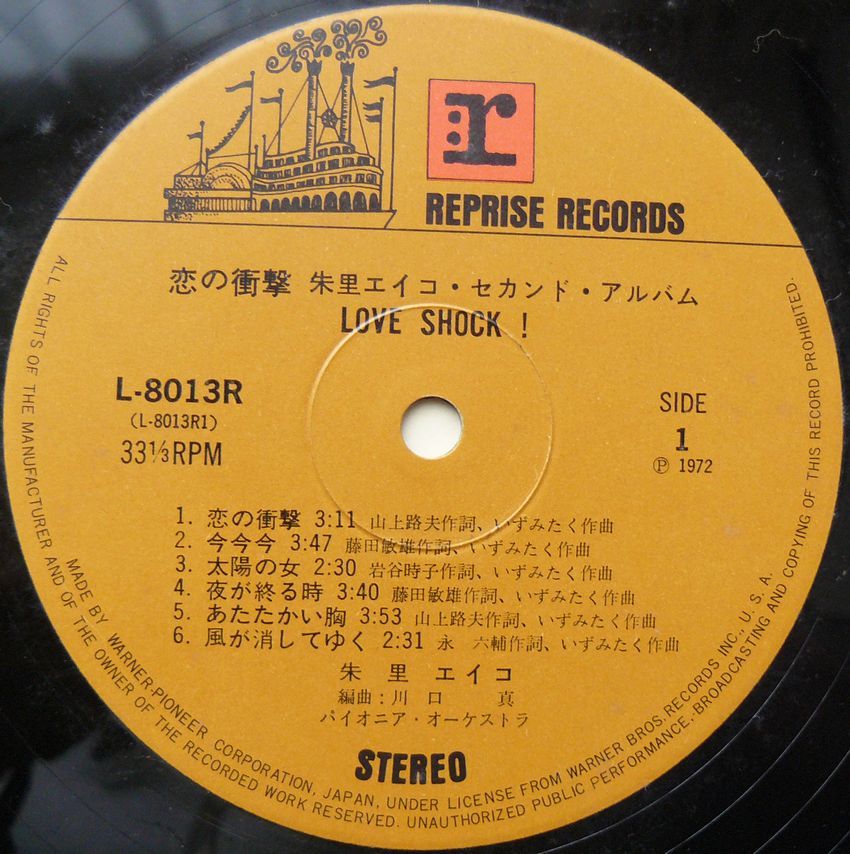 r:
REPRISE RECORDS
恋の衝撃 朱里エイコ・セカンド・アルバム
LOVE SHOCK !
L-8013R
(L-8013R1)
33⅓RPM
SIDE
1
Ⓟ 1972
1. 恋の衝撃 3:11 山上路夫作詞、いずみたく作曲
2. 今今今 3:47 藤田敏雄作詞、いずみたく作曲
3. 太陽の女 2:30 岩谷時子作詞、いずみたく作曲
4. 夜が終る時 3:40 藤田敏雄作詞、いずみたく作曲
5. あたたかい胸 3:53 山上路夫作詞、いずみたく作曲
6. 風が消してゆく 2:31 永 六輔作詞、いずみたく作曲
朱里エイコ
編曲:川口 真
パイオニア・オーケストラ
STEREO
ALL RIGHTS OF THE MANUFACTURER AND OF THE OWNER OF THE RECORDED WORK RESERVED. UNAUTHORIZED PUBLIC PERFORMANCE, BROADCASTING AND COPYING OF THIS RECORD PROHIBITED.
MADE BY WARNER-PIONEER CORPORATION, JAPAN, UNDER LICENSE FROM WARNER BROS. RECORDS INC., U.S.A.